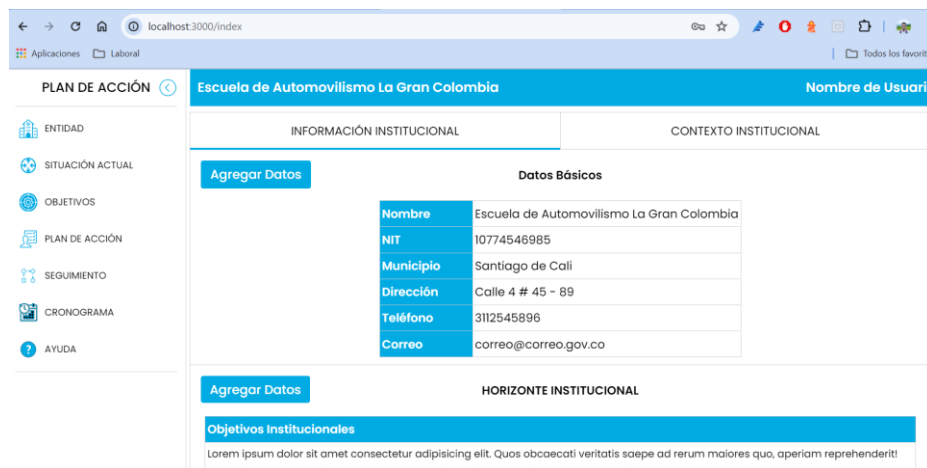 localhost:3000/index
Aplicaciones Laboral Todos los favorit
PLAN DE ACCIÓN Escuela de Automovilismo La Gran Colombia Nombre de Usuari
ENTIDAD
SITUACIÓN ACTUAL
OBJETIVOS
PLAN DE ACCIÓN
SEGUIMIENTO
CRONOGRAMA
AYUDA
INFORMACIÓN INSTITUCIONAL CONTEXTO INSTITUCIONAL
Agregar Datos Datos Básicos
Nombre Escuela de Automovilismo La Gran Colombia
NIT 10774546985
Municipio Santiago de Cali
Dirección Calle 4 # 45 - 89
Teléfono 3112545896
Correo correo@correo.gov.co
Agregar Datos HORIZONTE INSTITUCIONAL
Objetivos Institucionales
Lorem ipsum dolor sit amet consectetur adipisicing elit. Quos obcaecati veritatis saepe ad rerum maiores quo, aperiam reprehenderit!